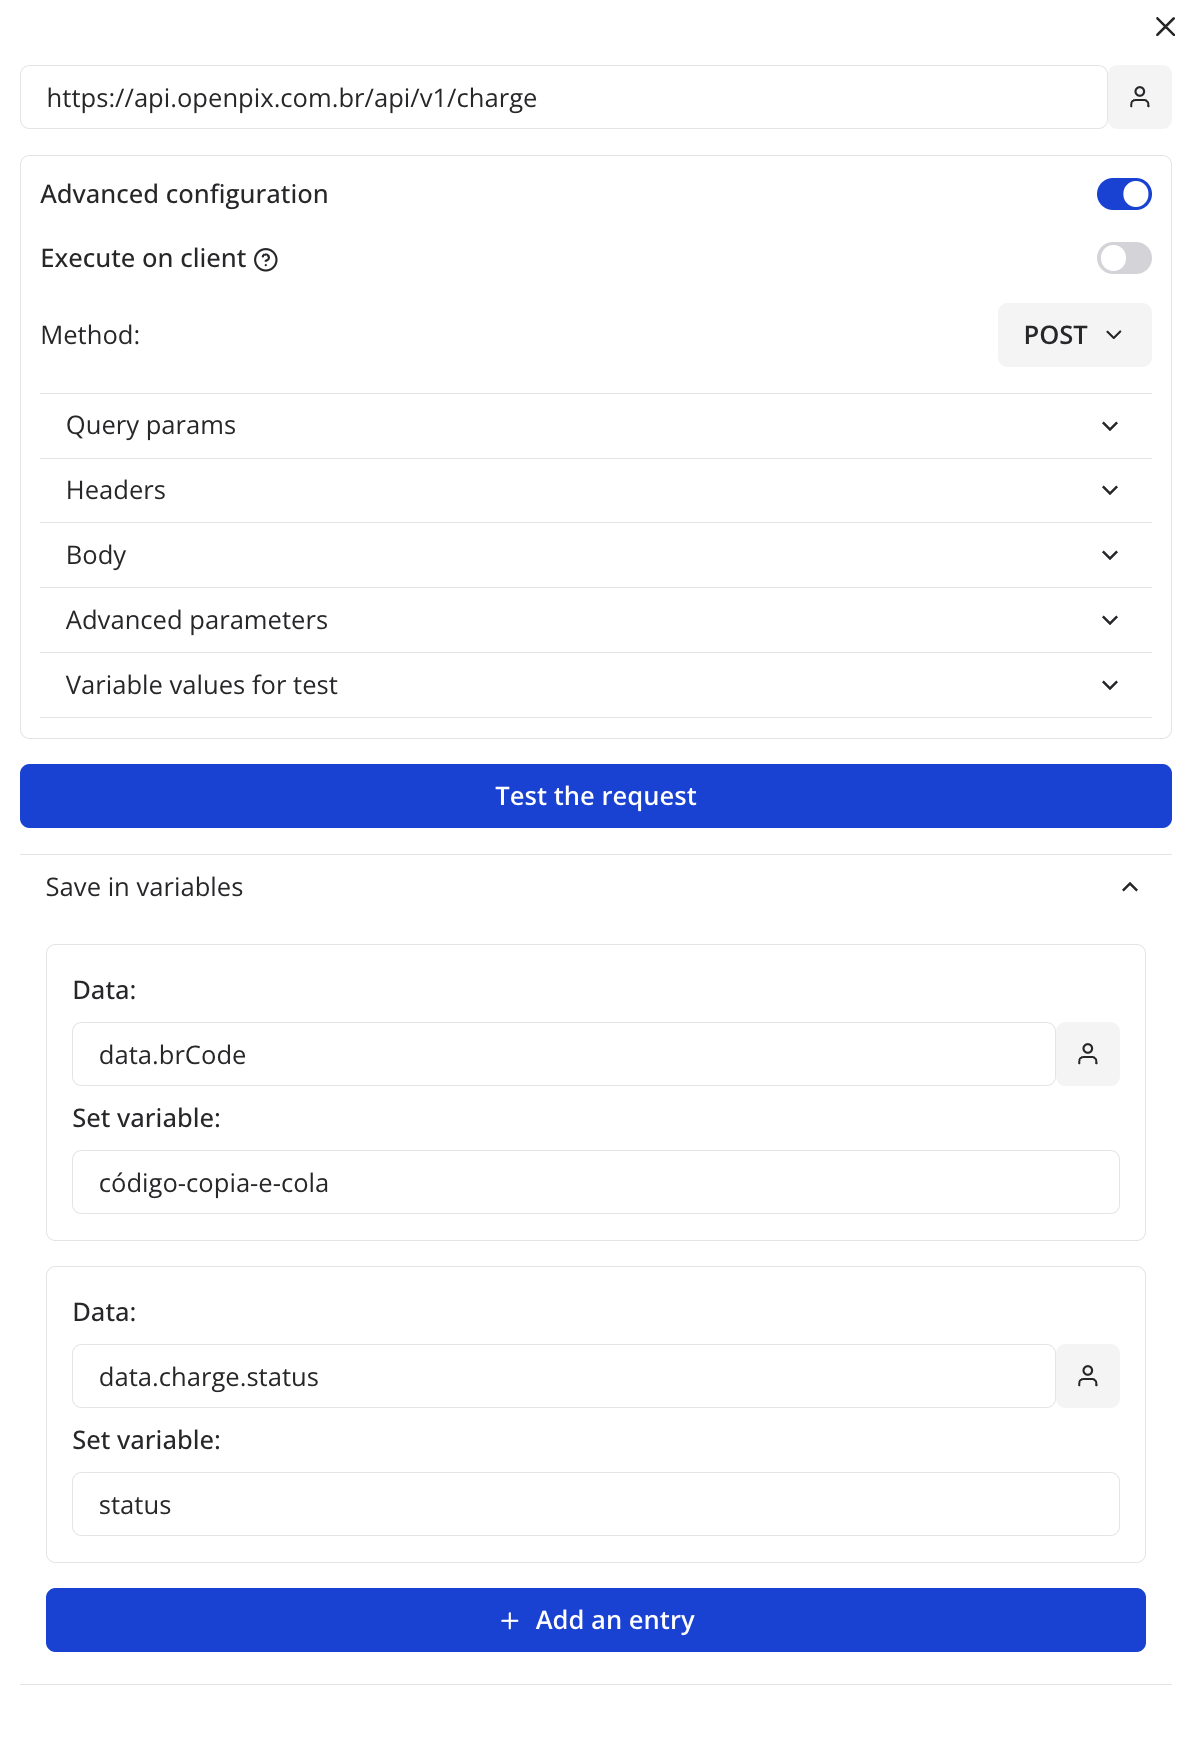 https://api.openpix.com.br/api/v1/charge
Advanced configuration
Execute on client
Method:
POST
Query params
Headers
Body
Advanced parameters
Variable values for test
Test the request
Save in variables
Data:
data.brCode
Set variable:
código-copia-e-cola
Data:
data.charge.status
Set variable:
status
+ Add an entry